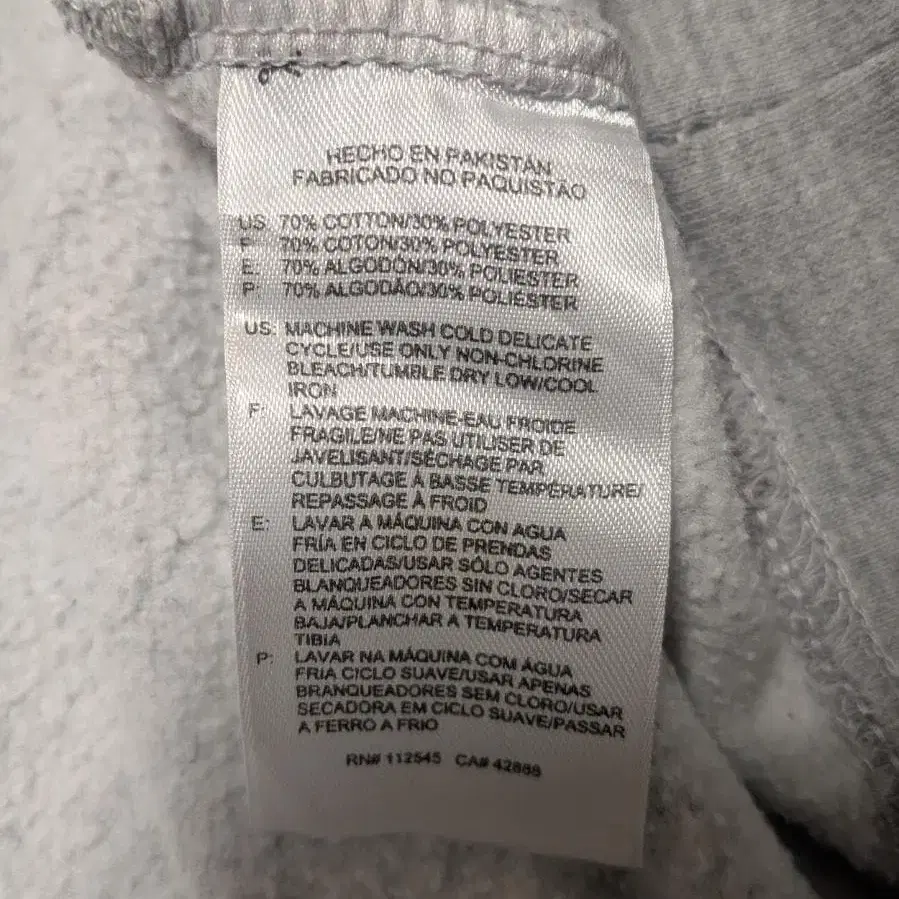 HECHO EN PAKISTÁN
FABRICADO NO PAQUISTÃO
US: 70% COTTON/30% POLYESTER
F: 70% COTON/30% POLYESTER
E: 70% ALGODÓN/30% POLIESTER
P: 70% ALGODÃO/30% POLIÉSTER
US: MACHINE WASH COLD DELICATE
CYCLE/USE ONLY NON-CHLORINE
BLEACH/TUMBLE DRY LOW/COOL
IRON
F: LAVAGE MACHINE-EAU FROIDE
FRAGILE/NE PAS UTILISER DE
JAVELISANT/SÉCHAGE PAR
CULBUTAGE À BASSE TEMPÉRATURE/
REPASSAGE À FROID
E: LAVAR A MÁQUINA CON AGUA
FRÍA EN CICLO DE PRENDAS
DELICADAS/USAR SÓLO AGENTES
BLANQUEADORES SIN CLORO/SECAR
A MÁQUINA CON TEMPERATURA
BAJA/PLANCHAR A TEMPERATURA
TIBIA
P: LAVAR NA MÁQUINA COM ÁGUA
FRIA CICLO SUAVE/USAR APENAS
BRANQUEADORES SEM CLORO/USAR
SECADORA EM CICLO SUAVE/PASSAR
A FERRO A FRIO
RN# 112545 CA# 42888